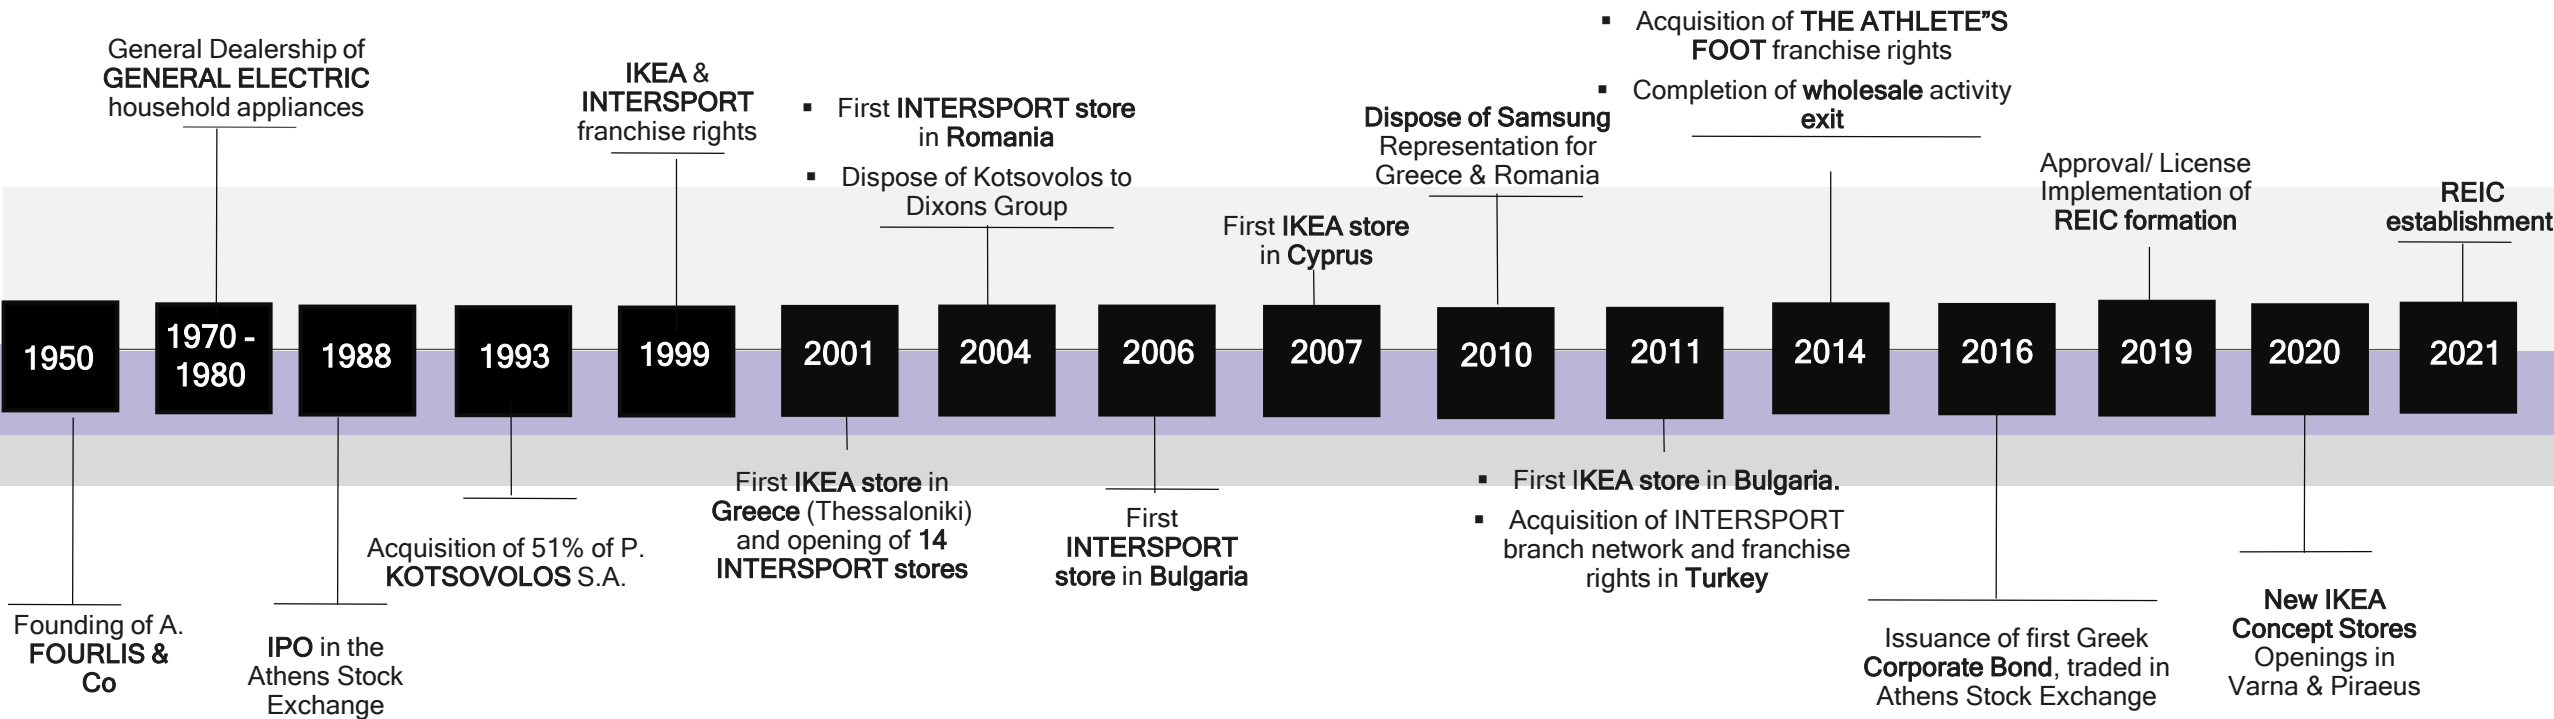 General Dealership of
GENERAL ELECTRIC
household appliances
IKEA &
INTERSPORT
franchise rights
▪ First INTERSPORT store
in Romania
▪ Dispose of Kotsovolos to
Dixons Group
First IKEA store
in Cyprus
Dispose of Samsung
Representation for
Greece & Romania
▪ Acquisition of THE ATHLETE"S
FOOT franchise rights
▪ Completion of wholesale activity
exit
Approval/ License
Implementation of
REIC formation
REIC
establishment
1950
1970 -
1980
1988
1993
1999
2001
2004
2006
2007
2010
2011
2014
2016
2019
2020
2021
Founding of A.
FOURLIS &
Co
IPO in the
Athens Stock
Exchange
Acquisition of 51% of P.
KOTSOVOLOS S.A.
First IKEA store in
Greece (Thessaloniki)
and opening of 14
INTERSPORT stores
First
INTERSPORT
store in Bulgaria
▪ First IKEA store in Bulgaria.
▪ Acquisition of INTERSPORT
branch network and franchise
rights in Turkey
Issuance of first Greek
Corporate Bond, traded in
Athens Stock Exchange
New IKEA
Concept Stores
Openings in
Varna & Piraeus